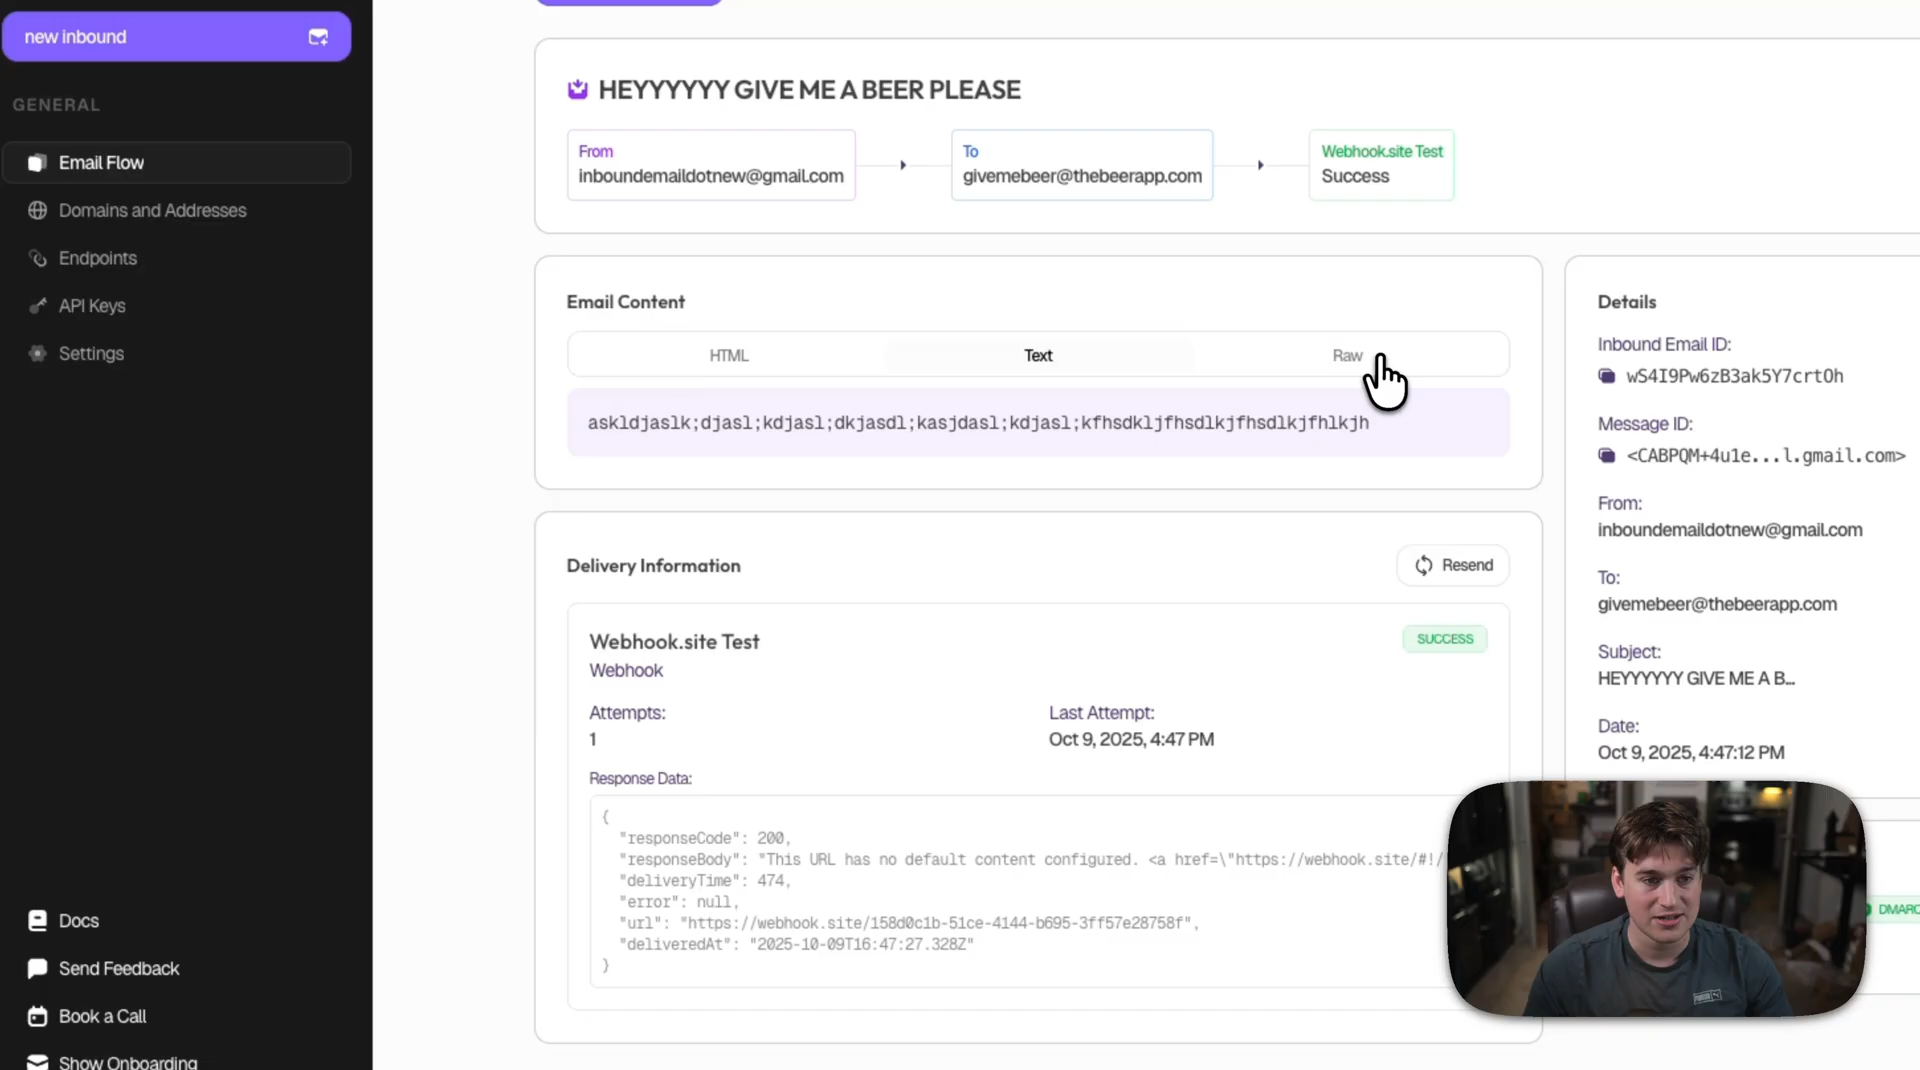 new inbound
GENERAL
Email Flow
Domains and Addresses
Endpoints
API Keys
Settings
Docs
Send Feedback
Book a Call
Show Onboarding
HEYYYYYY GIVE ME A BEER PLEASE
From
inboundemaildotnew@gmail.com
To
givemebeer@thebeerapp.com
Webhook.site Test
Success
Email Content
HTML
Text
Raw
askldjaslk;djasl;kdjasl;dkjasdl;kasjdasl;kdjasl;kfhsdkljfhsdlkjfhsdlkjfhlkjh
Delivery Information
Resend
Webhook.site Test
SUCCESS
Webhook
Attempts:
1
Last Attempt:
Oct 9, 2025, 4:47 PM
Response Data:
{
"responseCode": 200,
"responseBody": "This URL has no default content configured. <a href=\"https://webhook.site/#!/
"deliveryTime": 474,
"error": null,
"url": "https://webhook.site/158d0c1b-51ce-4144-b695-3ff57e28758f",
"deliveredAt": "2025-10-09T16:47:27.328Z"
}
Details
Inbound Email ID:
wS4I9Pw6zB3ak5Y7crtOh
Message ID:
<CABPQM+4u1e...l.gmail.com>
From:
inboundemaildotnew@gmail.com
To:
givemebeer@thebeerapp.com
Subject:
HEYYYYYY GIVE ME A B...
Date:
Oct 9, 2025, 4:47:12 PM
DMARC